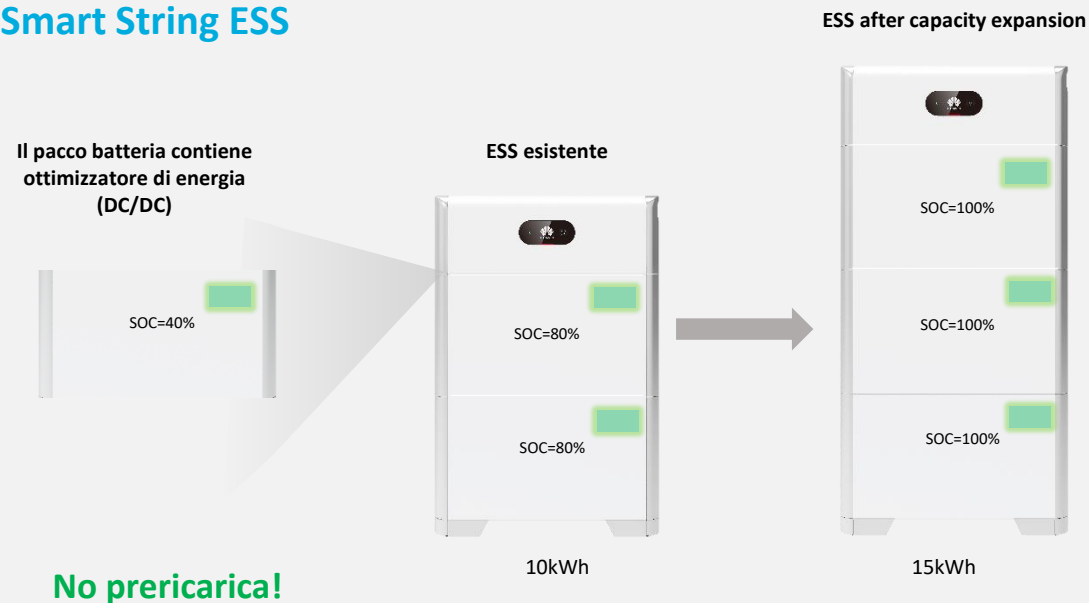 Smart String ESS
ESS after capacity expansion
Il pacco batteria contiene
ottimizzatore di energia
(DC/DC)
ESS esistente
SOC=40%
SOC=80%
SOC=80%
SOC=100%
SOC=100%
SOC=100%
10kWh
15kWh
No prericarica!